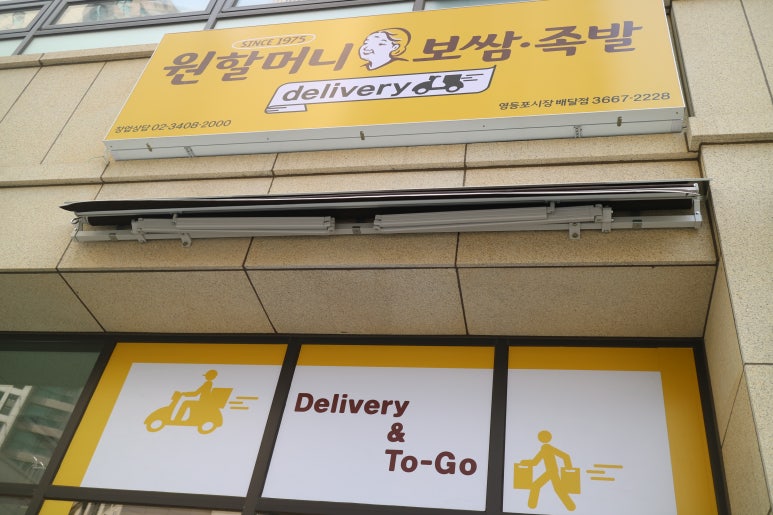 SINCE 1975
원할머니 보쌈·족발
delivery
창업상담 02·3408·2000
영등포시장 배달점 3667·2228
Delivery
&
To-Go